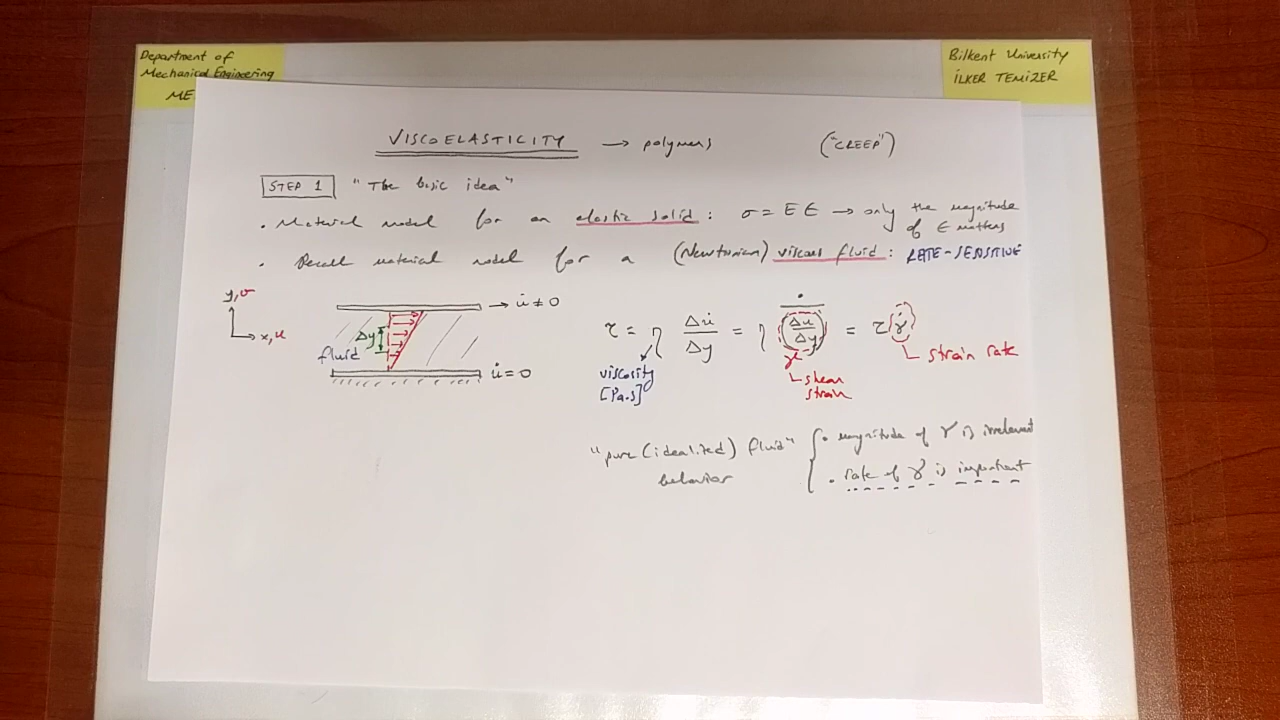 Department of
Mechanical Engineering
ME
Bilkent University
İLKER TEMİZER
VISCOELASTICITY → polymers ("CREEP")
STEP 1 "The basic idea"
• Material model for an elastic solid : σ = E ϵ → only the magnitude
of ϵ matters
• Recall material model for a (Newtonian) viscous fluid : RATE-SENSITIVE
y,v
x,u
Δy
fluid
→ u̇ ≠ 0
u̇ = 0
τ = η Δu̇/Δy = η (Δu/Δy)˙ = τ γ̇
viscosity
[Pa.s]
γ
shear
strain
strain rate
"pure (idealized) fluid"
behavior
• magnitude of γ is irrelevant
• rate of γ is important